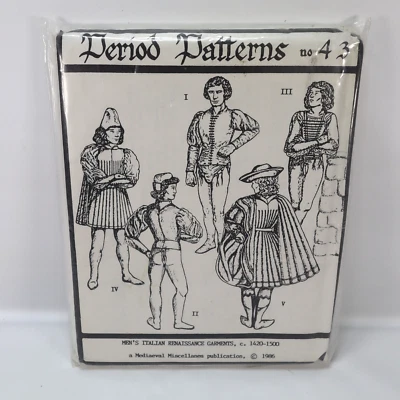 Period Patterns no 43
I
III
IV
II
V
MEN'S ITALIAN RENAISSANCE GARMENTS, c. 1420-1500
a Mediaeval Miscellanea publication, © 1986